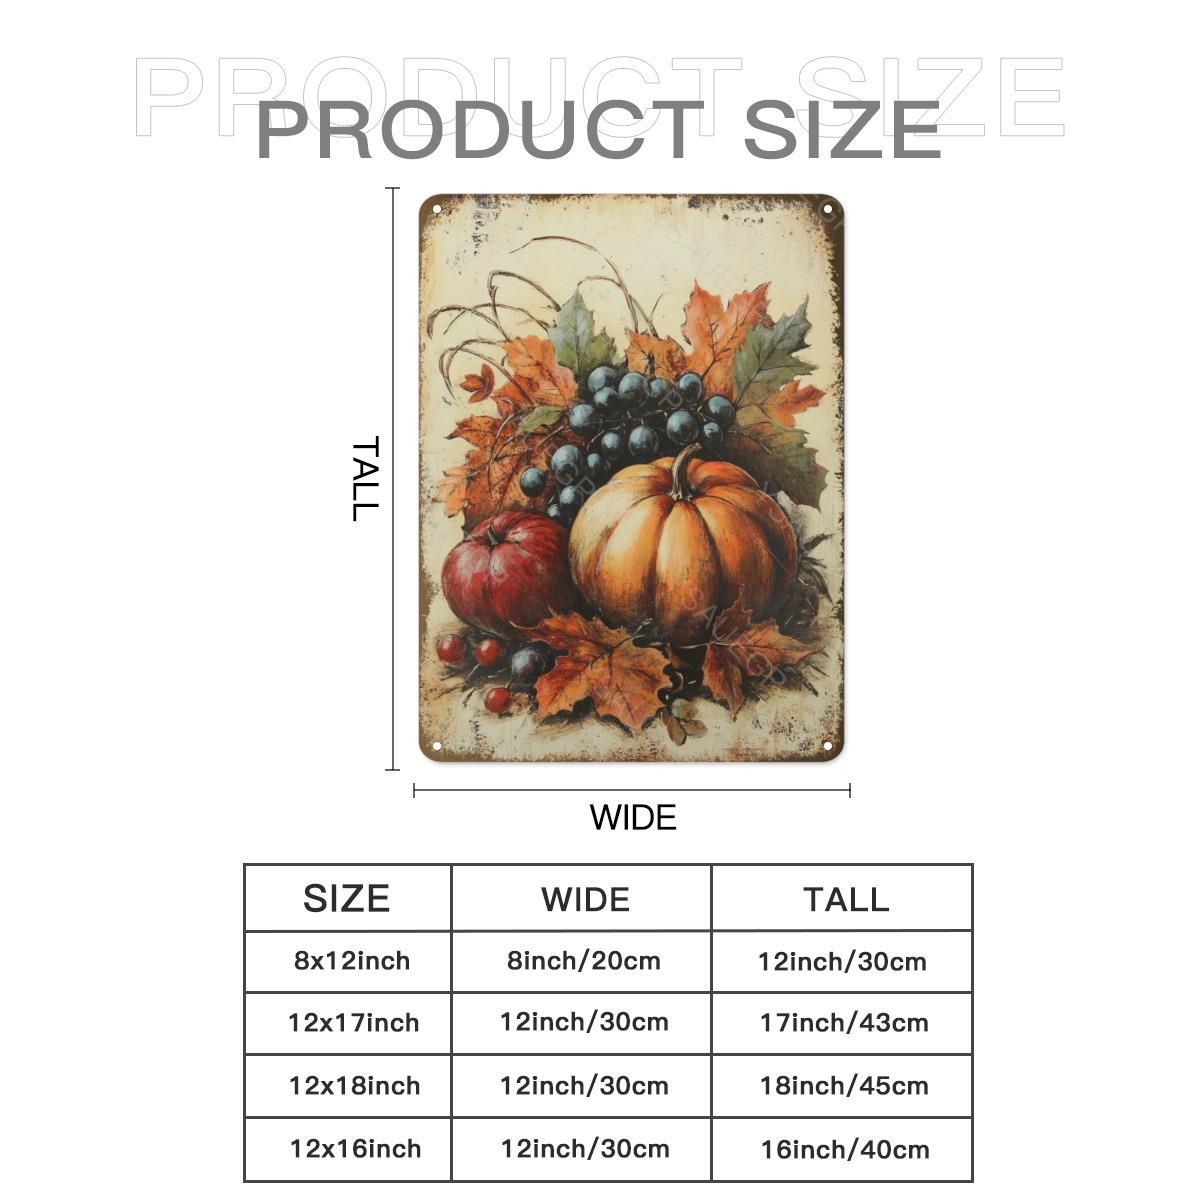 PRODUCT SIZE
PRODUCT SIZE
TALL
WIDE
SIZE WIDE TALL
8x12inch 8inch/20cm 12inch/30cm
12x17inch 12inch/30cm 17inch/43cm
12x18inch 12inch/30cm 18inch/45cm
12x16inch 12inch/30cm 16inch/40cm